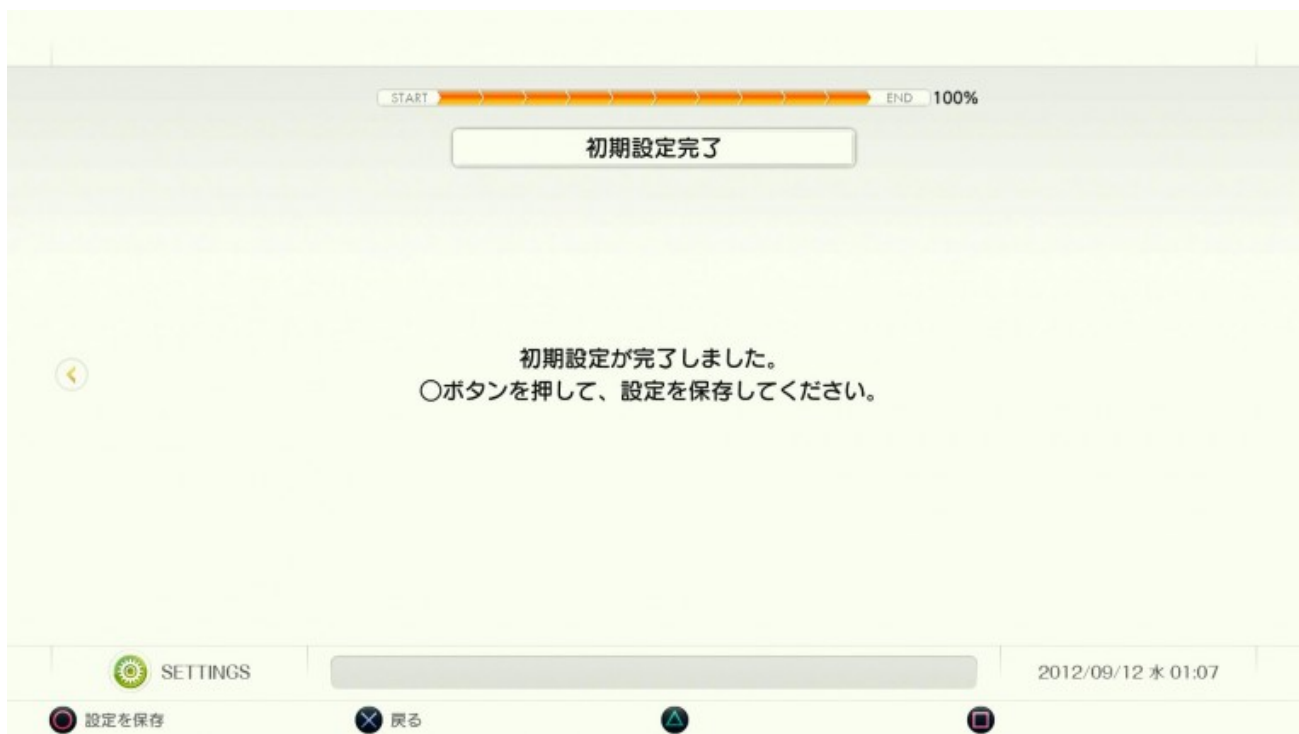 START END 100%
初期設定完了
初期設定が完了しました。
○ボタンを押して、設定を保存してください。
SETTINGS 2012/09/12 水 01:07
設定を保存 戻る